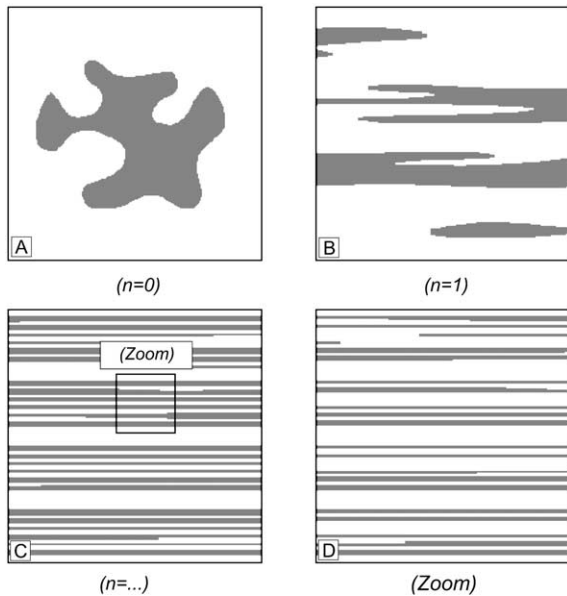 A
B
(n=0)
(n=1)
(Zoom)
C
D
(n=...)
(Zoom)